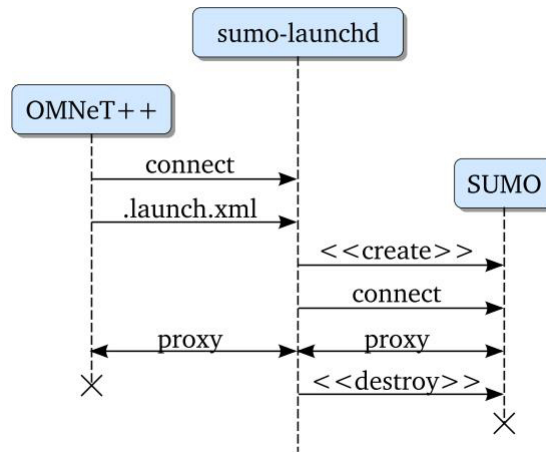 sumo-launchd
OMNeT++
connect
SUMO
.launch.xml
<<create>>
connect
proxy
proxy
<<destroy>>